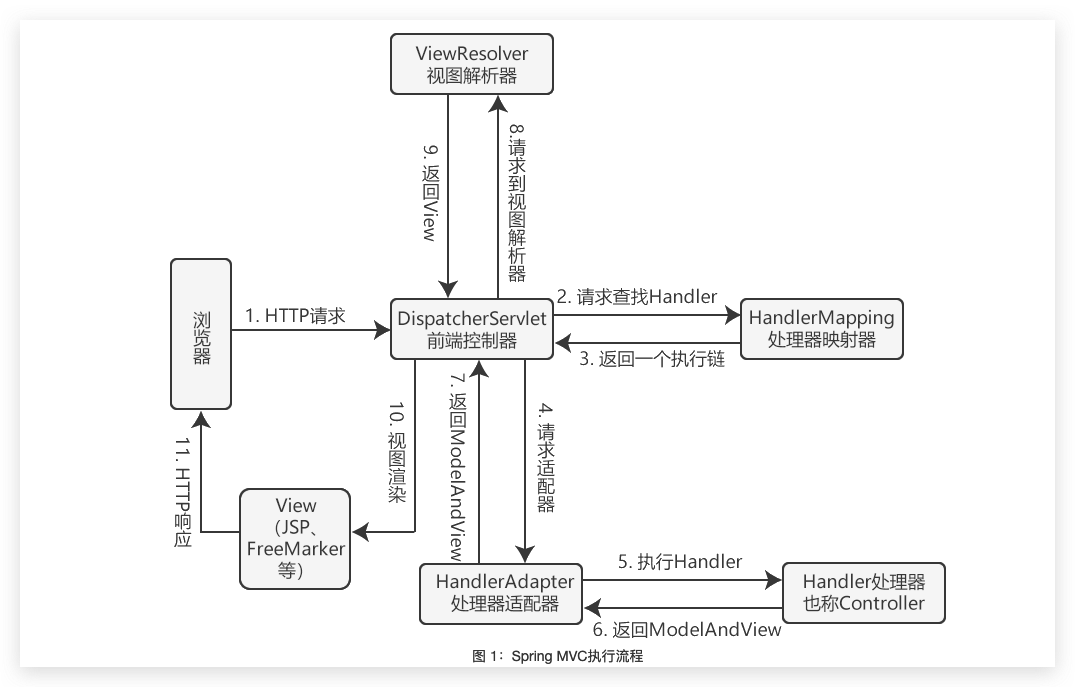 ViewResolver
视图解析器
9. 返回View
8.请求到视图解析器
浏览器
1. HTTP请求
DispatcherServlet
前端控制器
2. 请求查找Handler
HandlerMapping
处理器映射器
3. 返回一个执行链
10. 视图渲染
7. 返回ModelAndView
4. 请求适配器
11. HTTP响应
View
（JSP、
FreeMarker
等）
HandlerAdapter
处理器适配器
5. 执行Handler
Handler处理器
也称Controller
6. 返回ModelAndView
图 1：Spring MVC执行流程